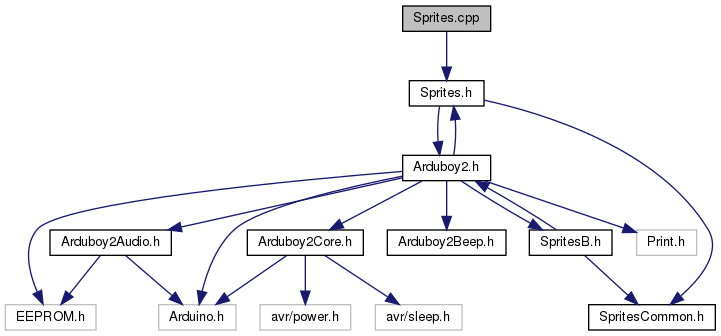 Sprites.cpp
Sprites.h
Arduboy2.h
Arduboy2Audio.h
Arduboy2Core.h
Arduboy2Beep.h
SpritesB.h
Print.h
EEPROM.h
Arduino.h
avr/power.h
avr/sleep.h
SpritesCommon.h